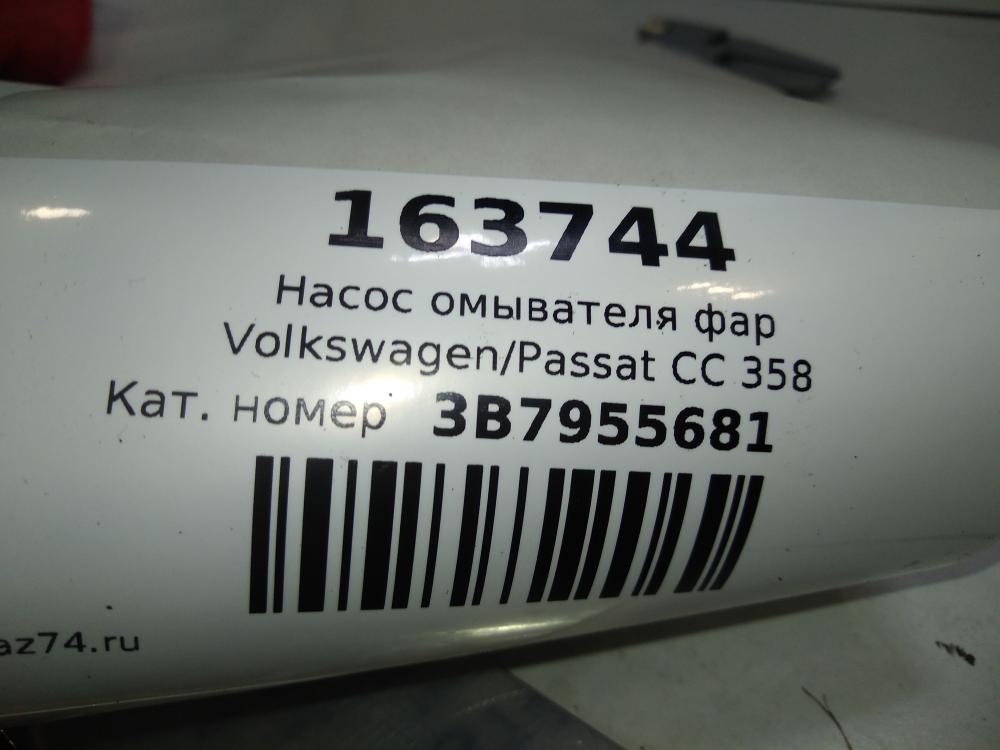 163744
Насос омывателя фар
Volkswagen/Passat CC 358
Кат. номер 3B7955681
az74.ru